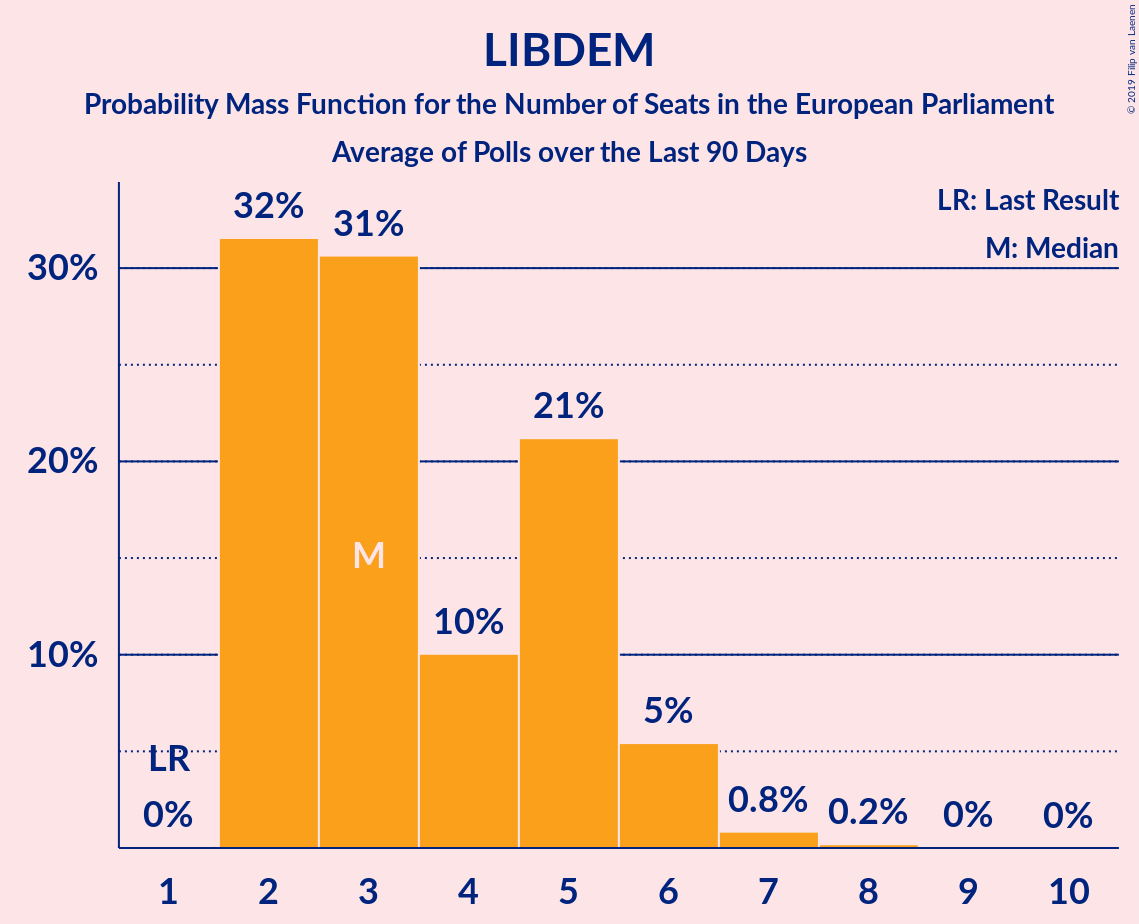 LIBDEM
Probability Mass Function for the Number of Seats in the European Parliament
Average of Polls over the Last 90 Days
© 2019 Filip van Laenen
LR: Last Result
M: Median
30%
20%
10%
32%
31%
21%
10%
5%
0.8%
0.2%
0%
0%
LR
0%
M
1 2 3 4 5 6 7 8 9 10